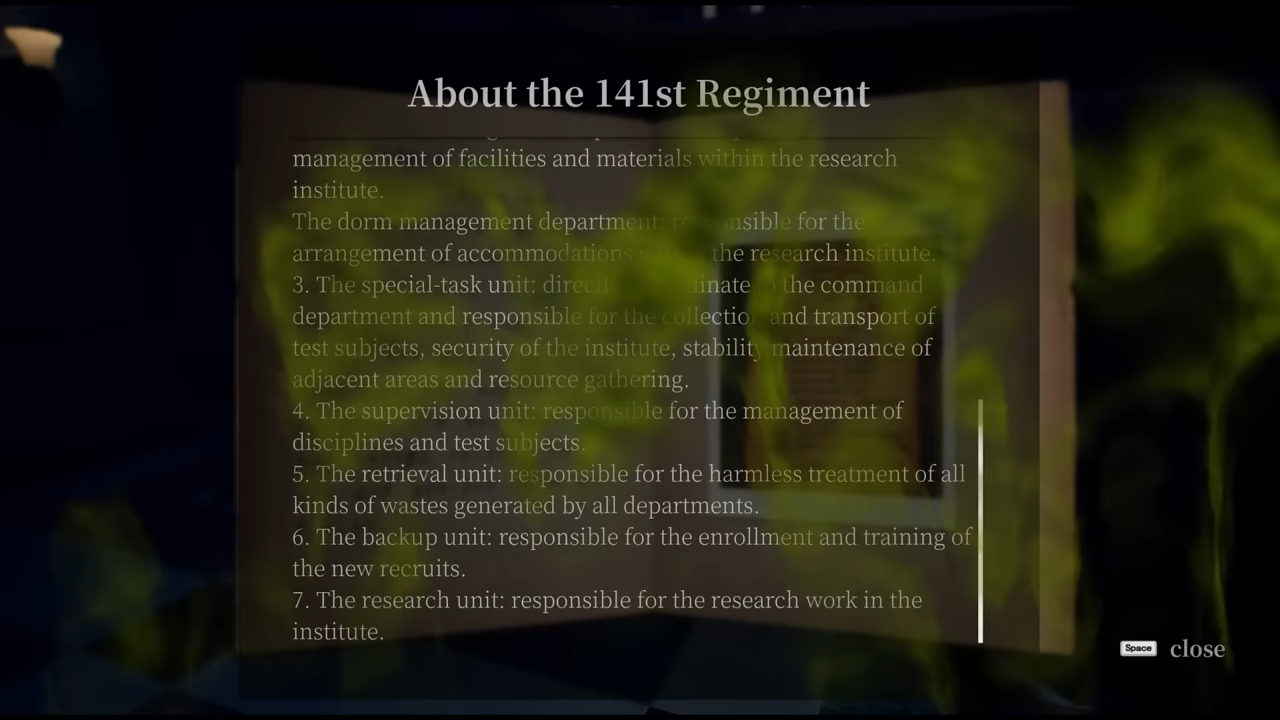 About the 141st Regiment
management of facilities and materials within the research
institute.
The dorm management department: responsible for the
arrangement of accommodations the research institute.
3. The special-task unit: the command
department and responsible for the collection and transport of
test subjects, security of the institute, stability maintenance of
adjacent areas and resource gathering.
4. The supervision unit: responsible for the management of
disciplines and test subjects.
5. The retrieval unit: responsible for the harmless treatment of all
kinds of wastes generated by all departments.
6. The backup unit: responsible for the enrollment and training of
the new recruits.
7. The research unit: responsible for the research work in the
institute.
Space close